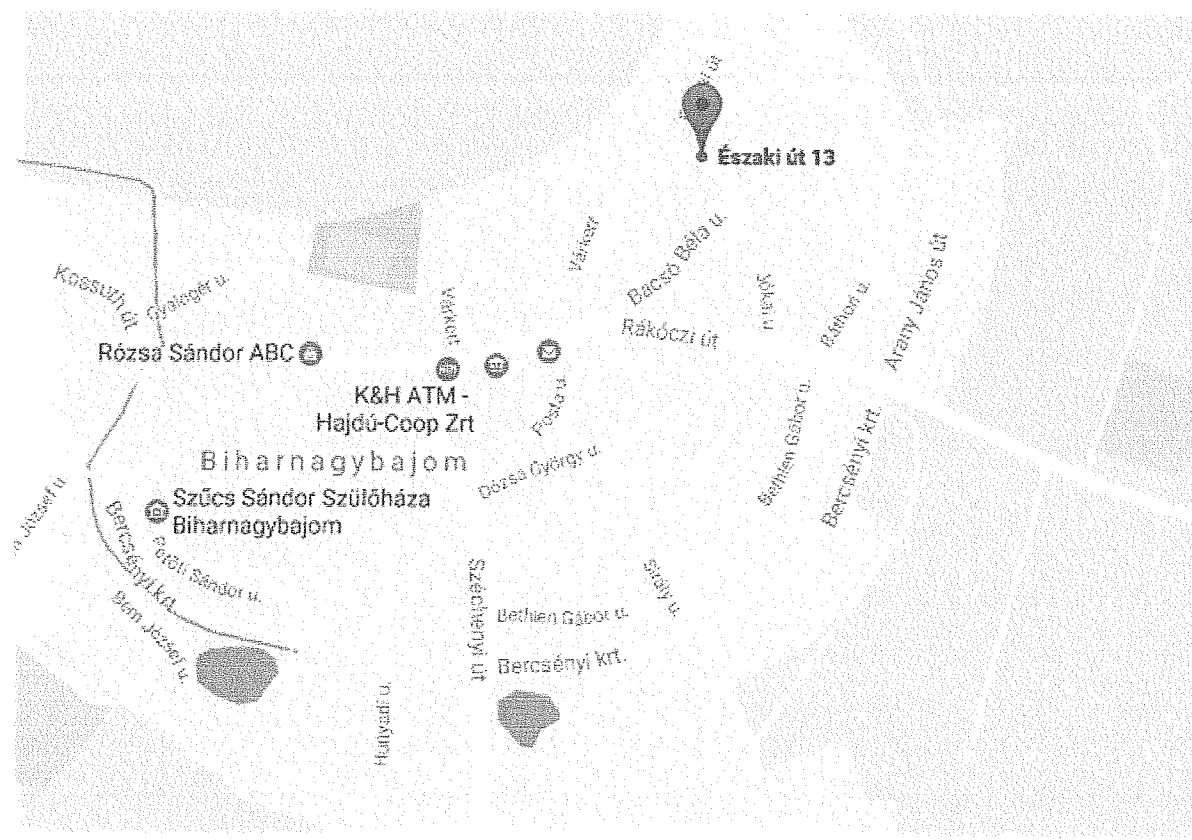 Északi út 13
Várkert
Bacsó Béla u.
Arany János út
Kossuth út
Gyalogér u.
Várkert
Jókai u.
Báthori u.
Rákóczi út
Rózsa Sándor ABC
K&H ATM -
Hajdú-Coop Zrt
Posta u.
Bethlen Gábor u.
Bercsényi krt.
Biharnagybajom
Dózsa György u.
Szűcs Sándor Szülőháza
Biharnagybajom
József u.
Bercsényi krt.
Petőfi Sándor u.
Bem József u.
Széchenyi út
Bethlen Gábor u.
Sirály u.
Bercsényi krt.
Hunyadi u.